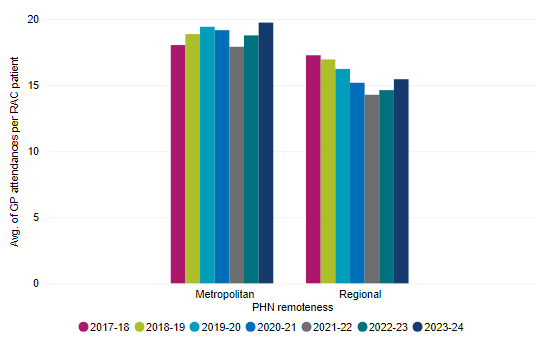 20
15
10
5
0
Avg. of GP attendances per RAC patient
Metropolitan Regional
PHN remoteness
2017-18 2018-19 2019-20 2020-21 2021-22 2022-23 2023-24